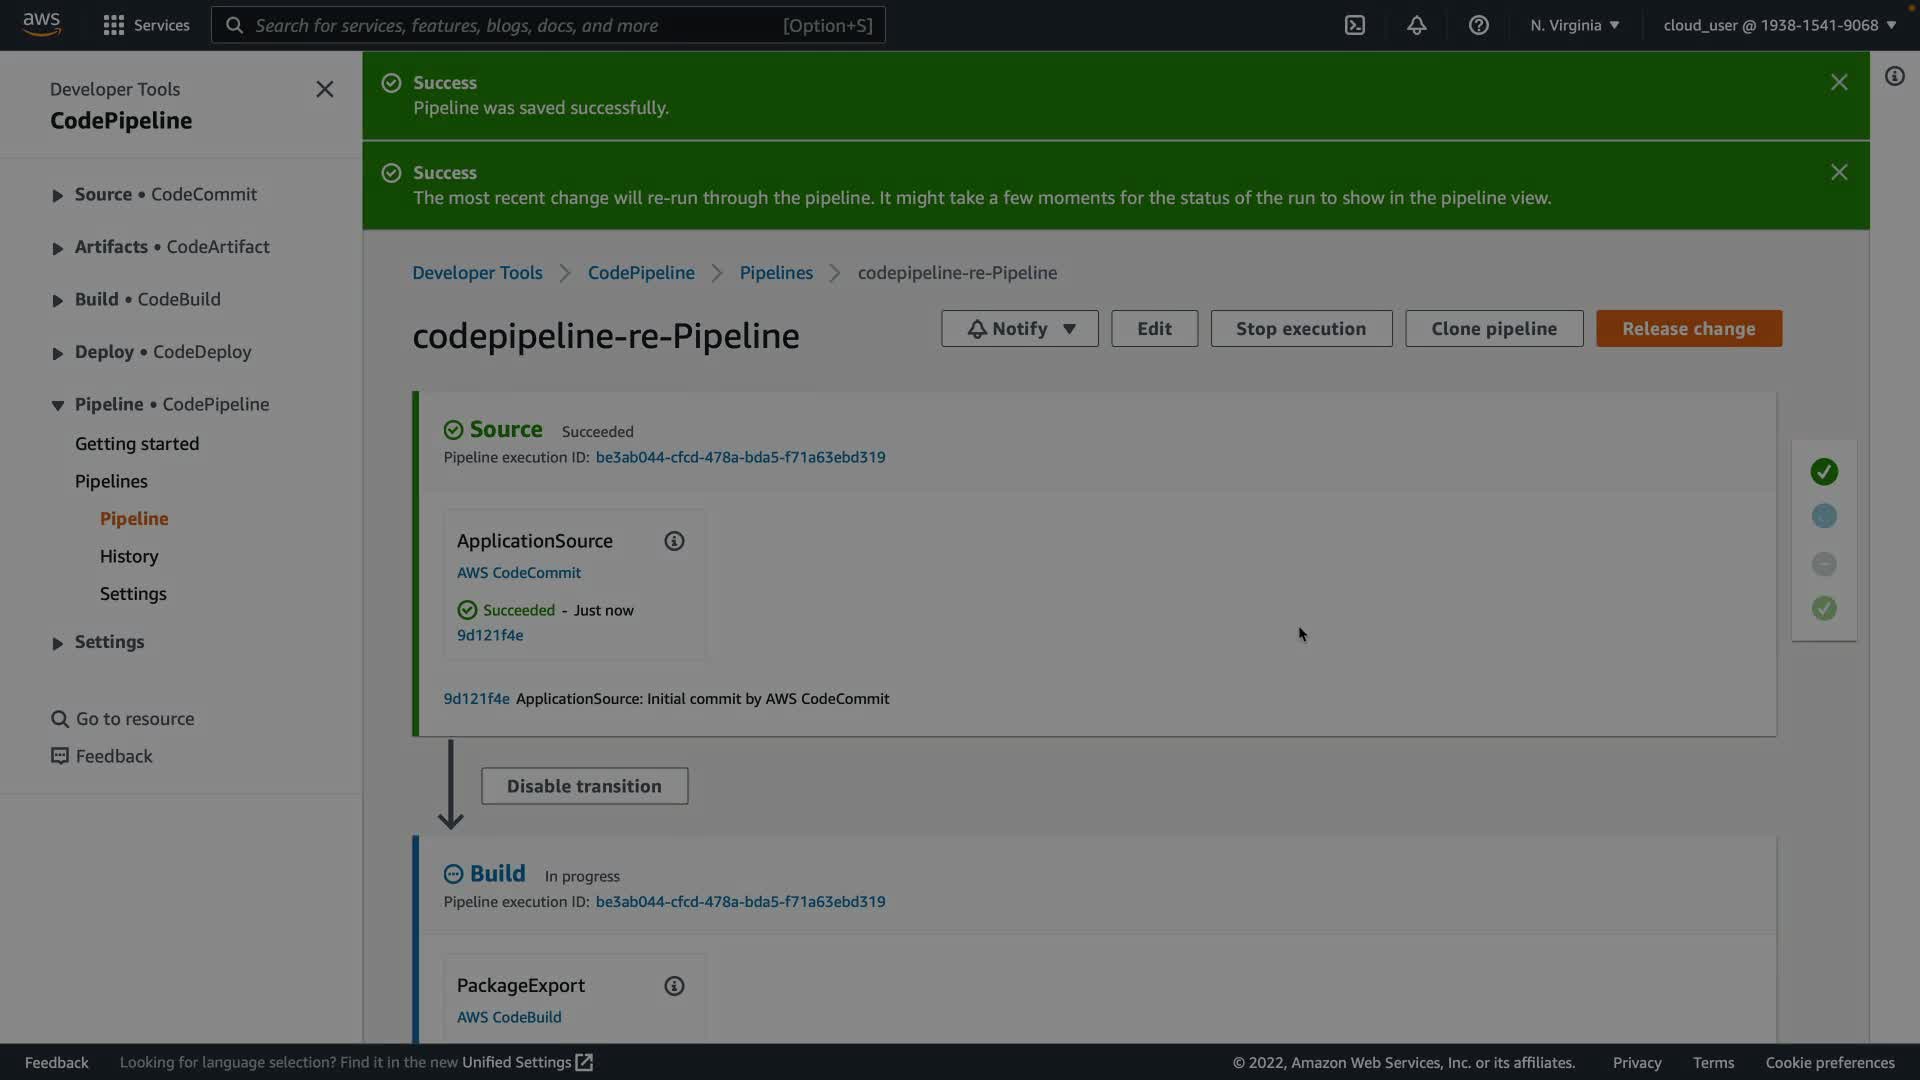 aws
Services
Search for services, features, blogs, docs, and more
[Option+S]
N. Virginia
cloud_user @ 1938-1541-9068
Developer Tools
CodePipeline
Source • CodeCommit
Artifacts • CodeArtifact
Build • CodeBuild
Deploy • CodeDeploy
Pipeline • CodePipeline
Getting started
Pipelines
Pipeline
History
Settings
Settings
Go to resource
Feedback
Success
Pipeline was saved successfully.
Success
The most recent change will re-run through the pipeline. It might take a few moments for the status of the run to show in the pipeline view.
Developer Tools
CodePipeline
Pipelines
codepipeline-re-Pipeline
codepipeline-re-Pipeline
Notify
Edit
Stop execution
Clone pipeline
Release change
Source Succeeded
Pipeline execution ID: be3ab044-cfcd-478a-bda5-f71a63ebd319
ApplicationSource
AWS CodeCommit
Succeeded - Just now
9d121f4e
9d121f4e ApplicationSource: Initial commit by AWS CodeCommit
Disable transition
Build In progress
Pipeline execution ID: be3ab044-cfcd-478a-bda5-f71a63ebd319
PackageExport
AWS CodeBuild
Feedback
Looking for language selection? Find it in the new Unified Settings
© 2022, Amazon Web Services, Inc. or its affiliates.
Privacy
Terms
Cookie preferences